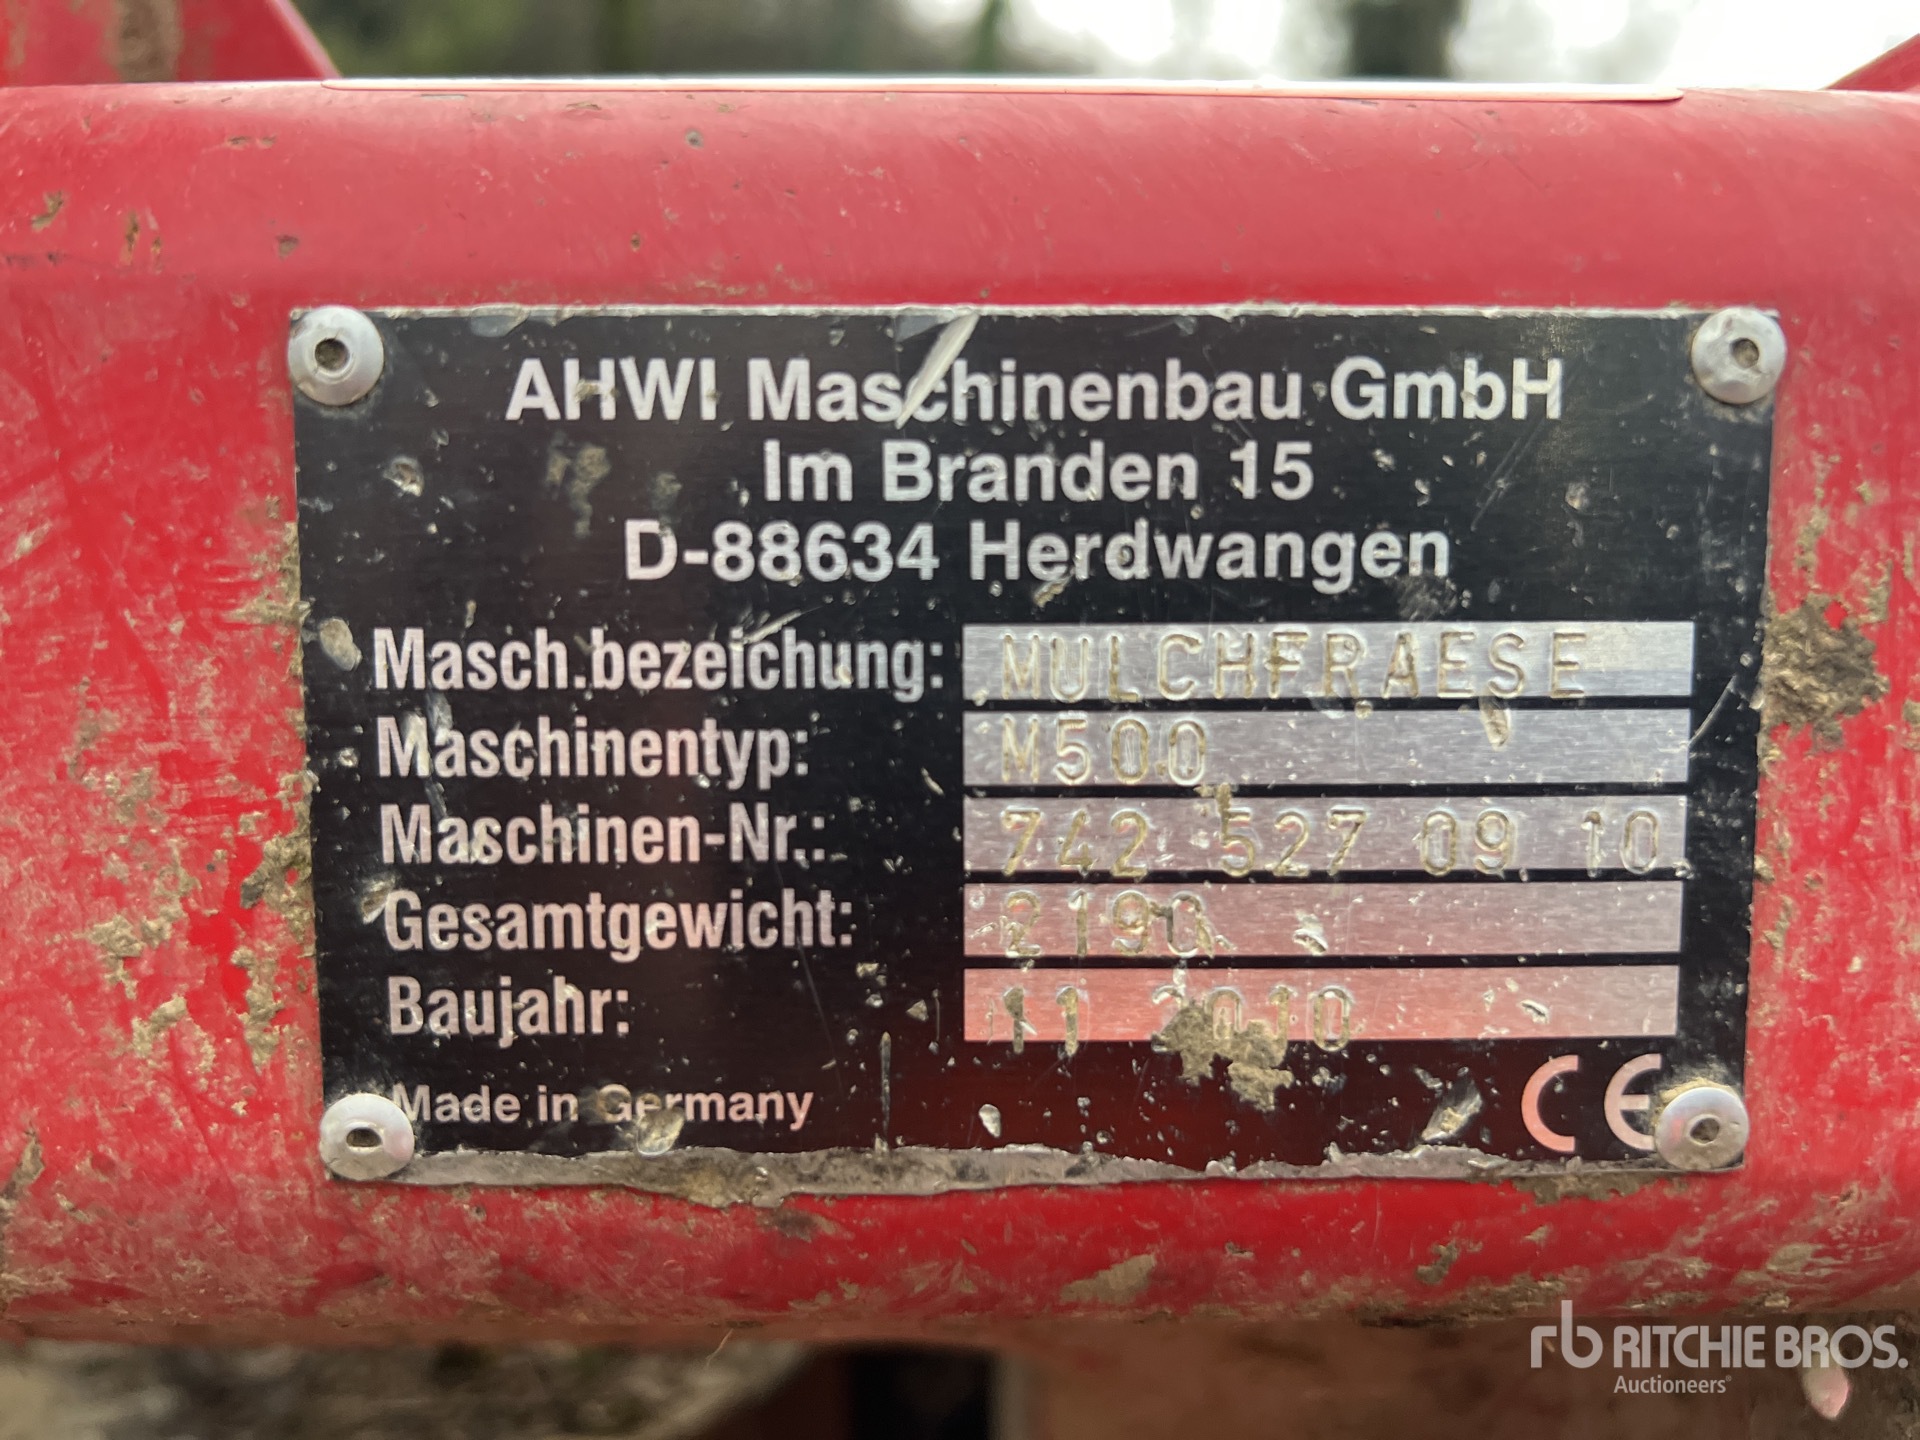 AHWI Maschinenbau GmbH
Im Branden 15
D-88634 Herdwangen
Masch.bezeichung: MULCHFRAESE
Maschinentyp: M500
Maschinen-Nr.: 742 527 09 10
Gesamtgewicht: 2190
Baujahr: 11 2010
Made in Germany CE
rb RITCHIE BROS.
Auctioneers®